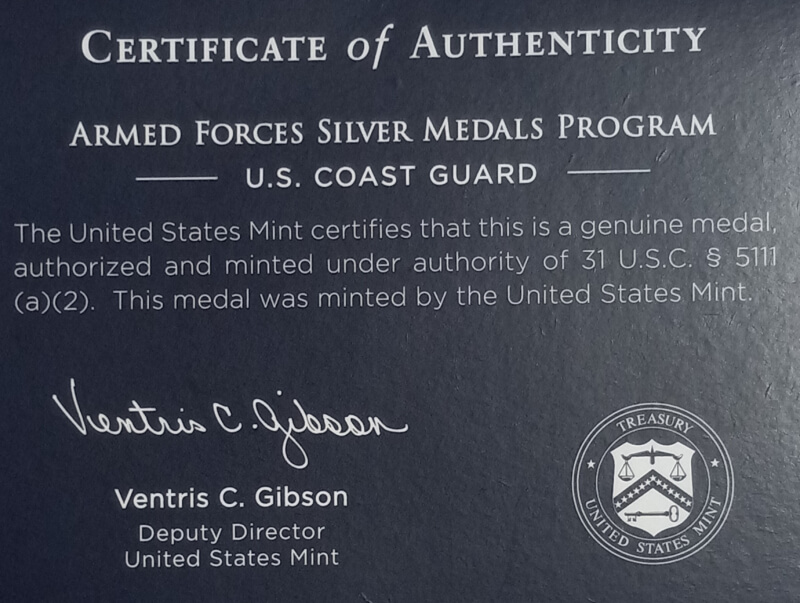 CERTIFICATE of AUTHENTICITY
ARMED FORCES SILVER MEDALS PROGRAM
U.S. COAST GUARD
The United States Mint certifies that this is a genuine medal,
authorized and minted under authority of 31 U.S.C. § 5111
(a)(2). This medal was minted by the United States Mint.
Ventris C. Gibson
Ventris C. Gibson
Deputy Director
United States Mint
TREASURY
UNITED STATES MINT